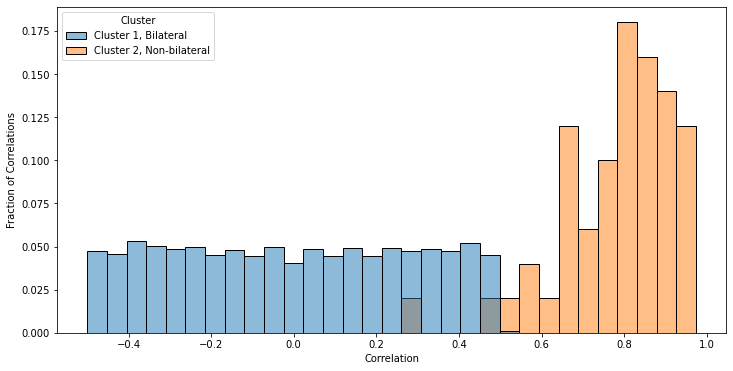 Cluster
Cluster 1, Bilateral
Cluster 2, Non-bilateral
Fraction of Correlations
0.175
0.150
0.125
0.100
0.075
0.050
0.025
0.000
−0.4 −0.2 0.0 0.2 0.4 0.6 0.8 1.0
Correlation